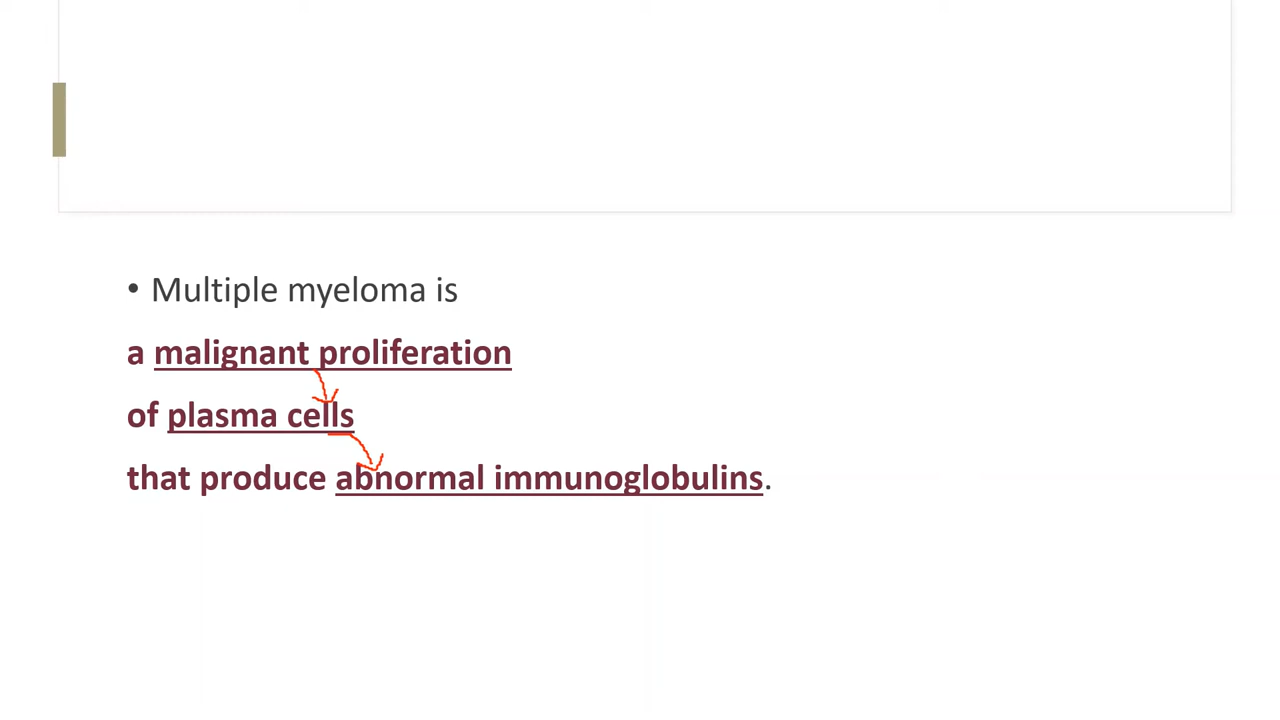 • Multiple myeloma is
a malignant proliferation
of plasma cells
that produce abnormal immunoglobulins.